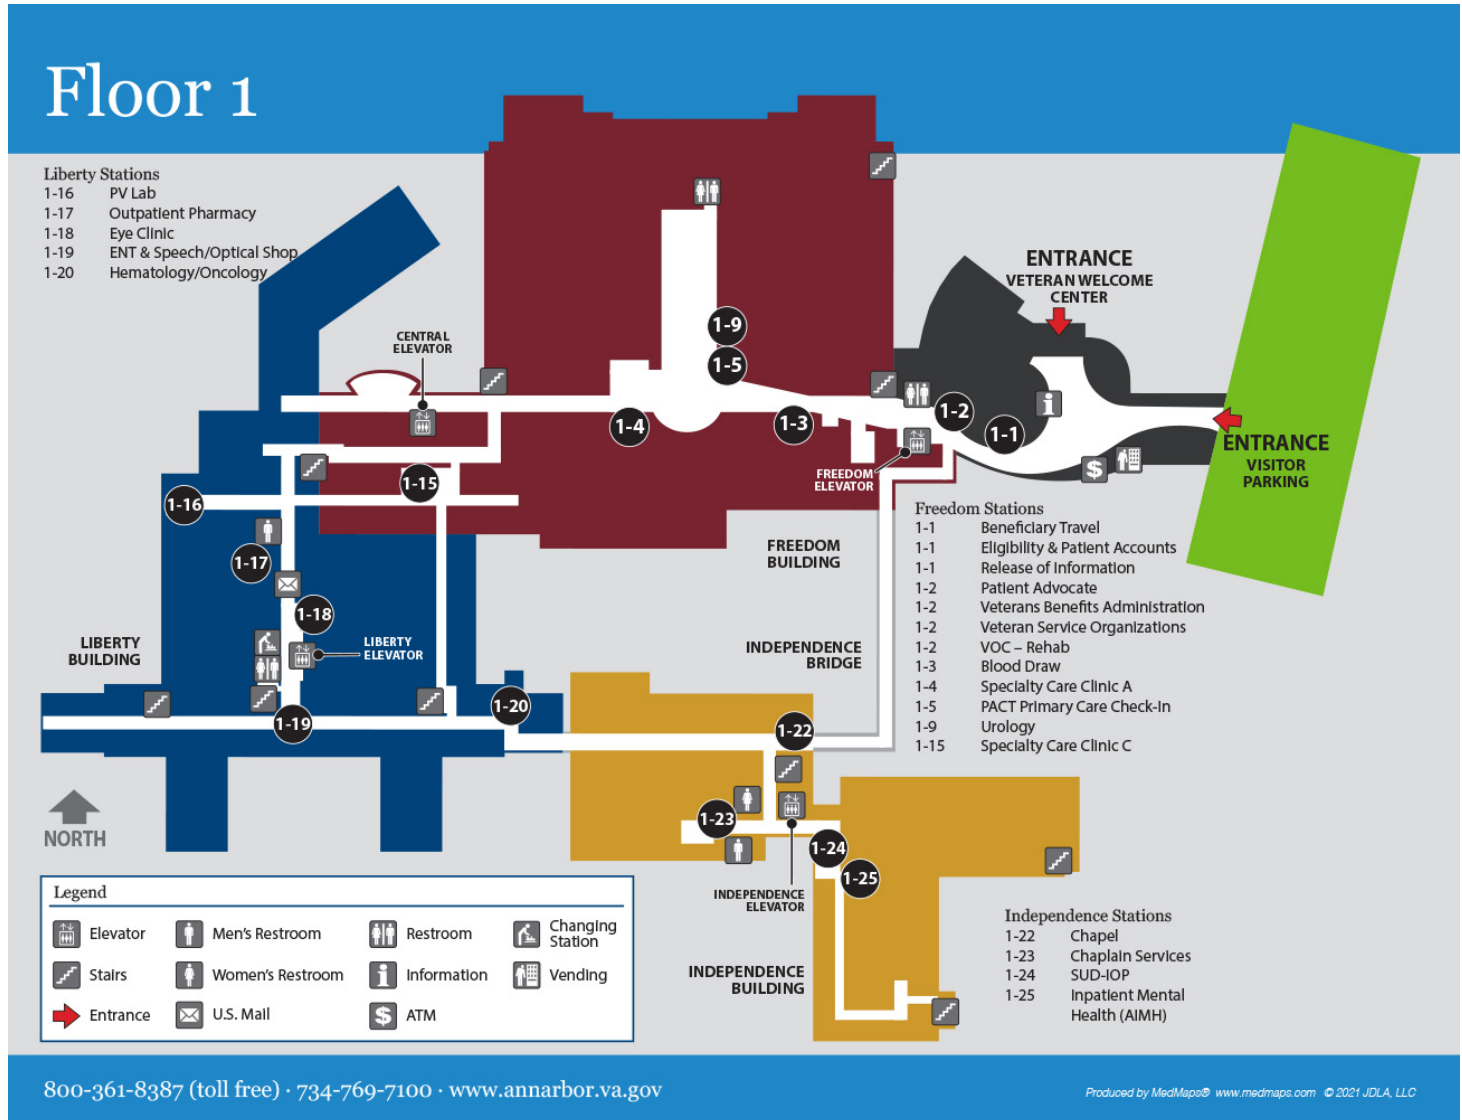 Floor 1
Liberty Stations
1-16 PV Lab
1-17 Outpatient Pharmacy
1-18 Eye Clinic
1-19 ENT & Speech/Optical Shop
1-20 Hematology/Oncology
CENTRAL
ELEVATOR
ENTRANCE
VETERAN WELCOME
CENTER
1-9
1-5
1-4
1-3
1-2
1-1
ENTRANCE
VISITOR
PARKING
FREEDOM
ELEVATOR
1-15
1-16
1-17
1-18
LIBERTY
BUILDING
LIBERTY
ELEVATOR
1-19
1-20
FREEDOM
BUILDING
INDEPENDENCE
BRIDGE
Freedom Stations
1-1 Beneficiary Travel
1-1 Eligibility & Patient Accounts
1-1 Release of Information
1-2 Patient Advocate
1-2 Veterans Benefits Administration
1-2 Veteran Service Organizations
1-2 VOC – Rehab
1-3 Blood Draw
1-4 Specialty Care Clinic A
1-5 PACT Primary Care Check-In
1-9 Urology
1-15 Specialty Care Clinic C
1-22
1-23
1-24
1-25
INDEPENDENCE
ELEVATOR
INDEPENDENCE
BUILDING
NORTH
Legend
Elevator
Men's Restroom
Restroom
Changing
Station
Stairs
Women's Restroom
Information
Vending
Entrance
U.S. Mail
ATM
Independence Stations
1-22 Chapel
1-23 Chaplain Services
1-24 SUD-IOP
1-25 Inpatient Mental
Health (AIMH)
800-361-8387 (toll free) · 734-769-7100 · www.annarbor.va.gov
Produced by MedMaps® www.medmaps.com © 2021 JDLA, LLC